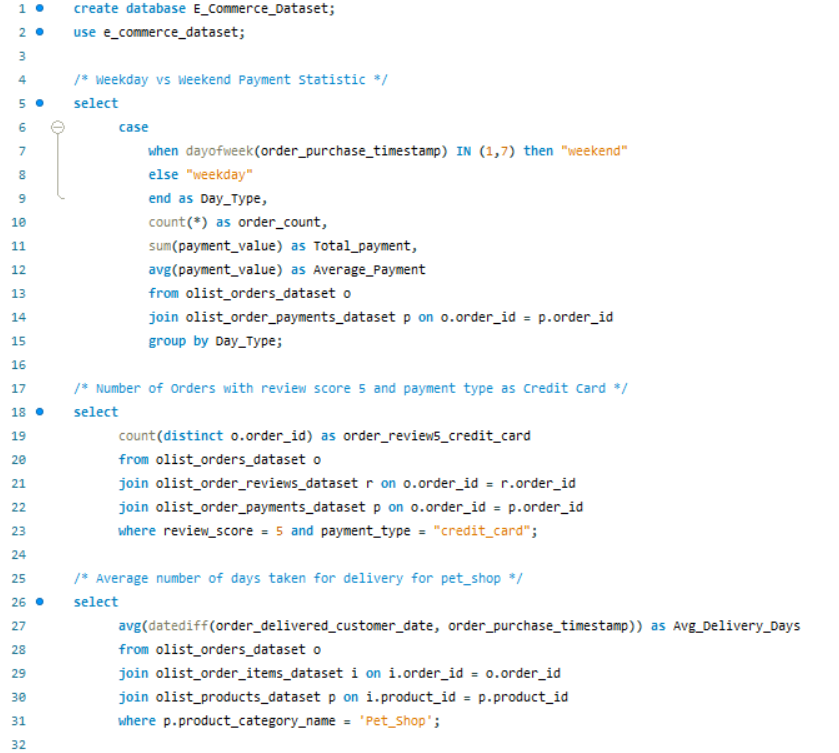 1 create database E_Commerce_Dataset;
2 use e_commerce_dataset;
3
4 /* Weekday vs Weekend Payment Statistic */
5 select
6 case
7 when dayofweek(order_purchase_timestamp) IN (1,7) then "weekend"
8 else "weekday"
9 end as Day_Type,
10 count(*) as order_count,
11 sum(payment_value) as Total_payment,
12 avg(payment_value) as Average_Payment
13 from olist_orders_dataset o
14 join olist_order_payments_dataset p on o.order_id = p.order_id
15 group by Day_Type;
16
17 /* Number of Orders with review score 5 and payment type as Credit Card */
18 select
19 count(distinct o.order_id) as order_review5_credit_card
20 from olist_orders_dataset o
21 join olist_order_reviews_dataset r on o.order_id = r.order_id
22 join olist_order_payments_dataset p on o.order_id = p.order_id
23 where review_score = 5 and payment_type = "credit_card";
24
25 /* Average number of days taken for delivery for pet_shop */
26 select
27 avg(datediff(order_delivered_customer_date, order_purchase_timestamp)) as Avg_Delivery_Days
28 from olist_orders_dataset o
29 join olist_order_items_dataset i on i.order_id = o.order_id
30 join olist_products_dataset p on i.product_id = p.product_id
31 where p.product_category_name = 'Pet_Shop';
32